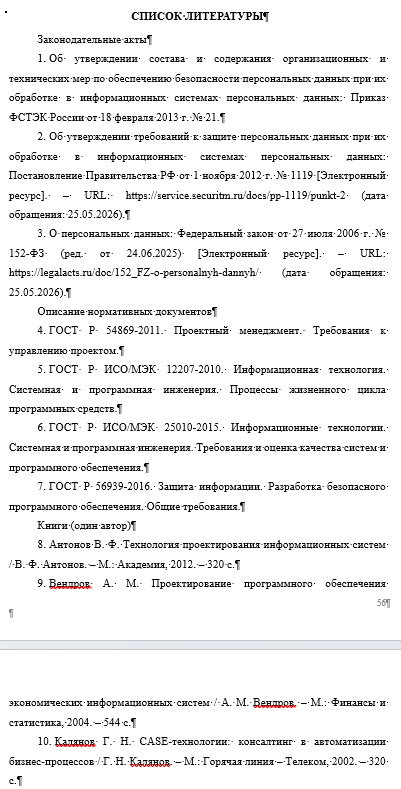 СПИСОК ЛИТЕРАТУРЫ¶
Законодательные акты¶
1. Об утверждении состава и содержания организационных и
технических мер по обеспечению безопасности персональных данных при их
обработке в информационных системах персональных данных: Приказ
ФСТЭК России от 18 февраля 2013 г. № 21.¶
2. Об утверждении требований к защите персональных данных при их
обработке в информационных системах персональных данных:
Постановление Правительства РФ от 1 ноября 2012 г. № 1119 [Электронный
ресурс]. – URL: https://service.securitm.ru/docs/pp-1119/punkt-2 (дата
обращения: 25.05.2026).¶
3. О персональных данных: Федеральный закон от 27 июля 2006 г. №
152-ФЗ (ред. от 24.06.2025) [Электронный ресурс]. – URL:
https://legalacts.ru/doc/152_FZ-o-personalnyh-dannyh/ (дата обращения:
25.05.2026).¶
Описание нормативных документов¶
4. ГОСТ Р 54869-2011. Проектный менеджмент. Требования к
управлению проектом.¶
5. ГОСТ Р ИСО/МЭК 12207-2010. Информационная технология.
Системная и программная инженерия. Процессы жизненного цикла
программных средств.¶
6. ГОСТ Р ИСО/МЭК 25010-2015. Информационные технологии.
Системная и программная инженерия. Требования и оценка качества систем и
программного обеспечения.¶
7. ГОСТ Р 56939-2016. Защита информации. Разработка безопасного
программного обеспечения. Общие требования.¶
Книги (один автор)¶
8. Антонов В. Ф. Технология проектирования информационных систем
/ В. Ф. Антонов. – М.: Академия, 2012. – 320 с.¶
9. Вендров А. М. Проектирование программного обеспечения
56¶
¶
экономических информационных систем / А. М. Вендров. – М.: Финансы и
статистика, 2004. – 544 с.¶
10. Калянов Г. Н. CASE-технологии: консалтинг в автоматизации
бизнес-процессов / Г. Н. Калянов. – М.: Горячая линия – Телеком, 2002. – 320
с.¶